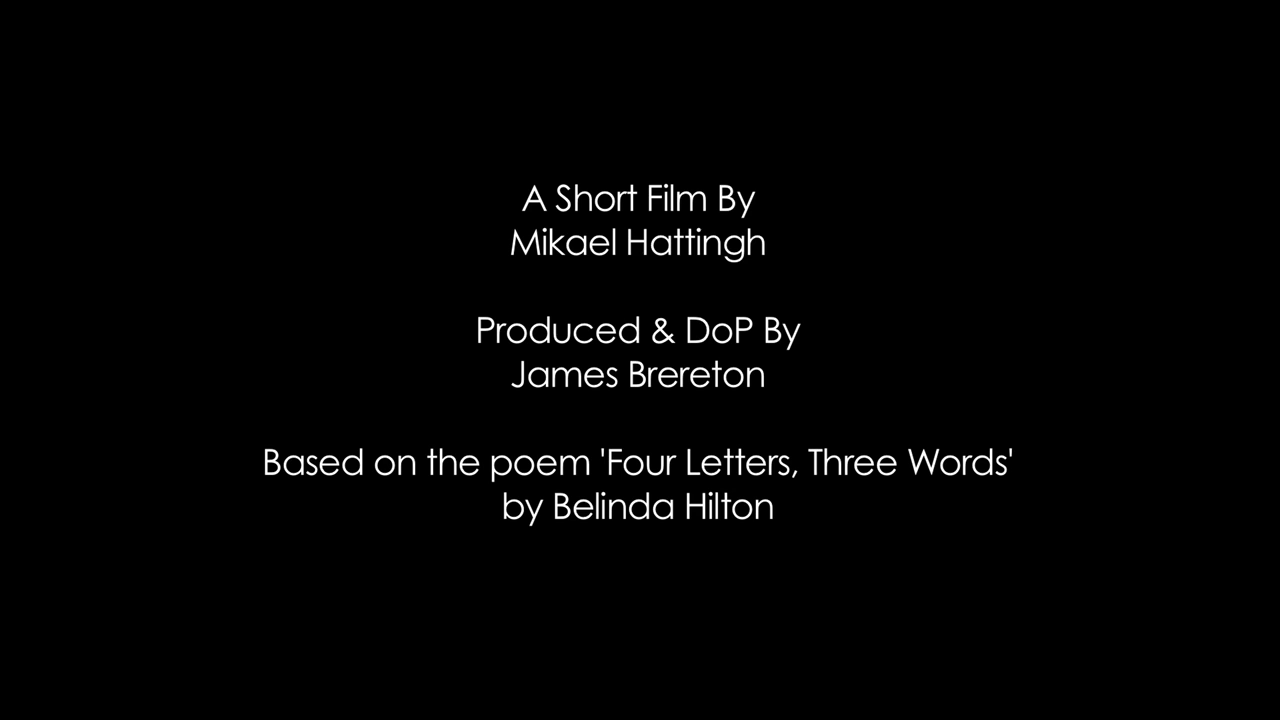 A Short Film By
Mikael Hattingh
Produced & DoP By
James Brereton
Based on the poem 'Four Letters, Three Words'
by Belinda Hilton